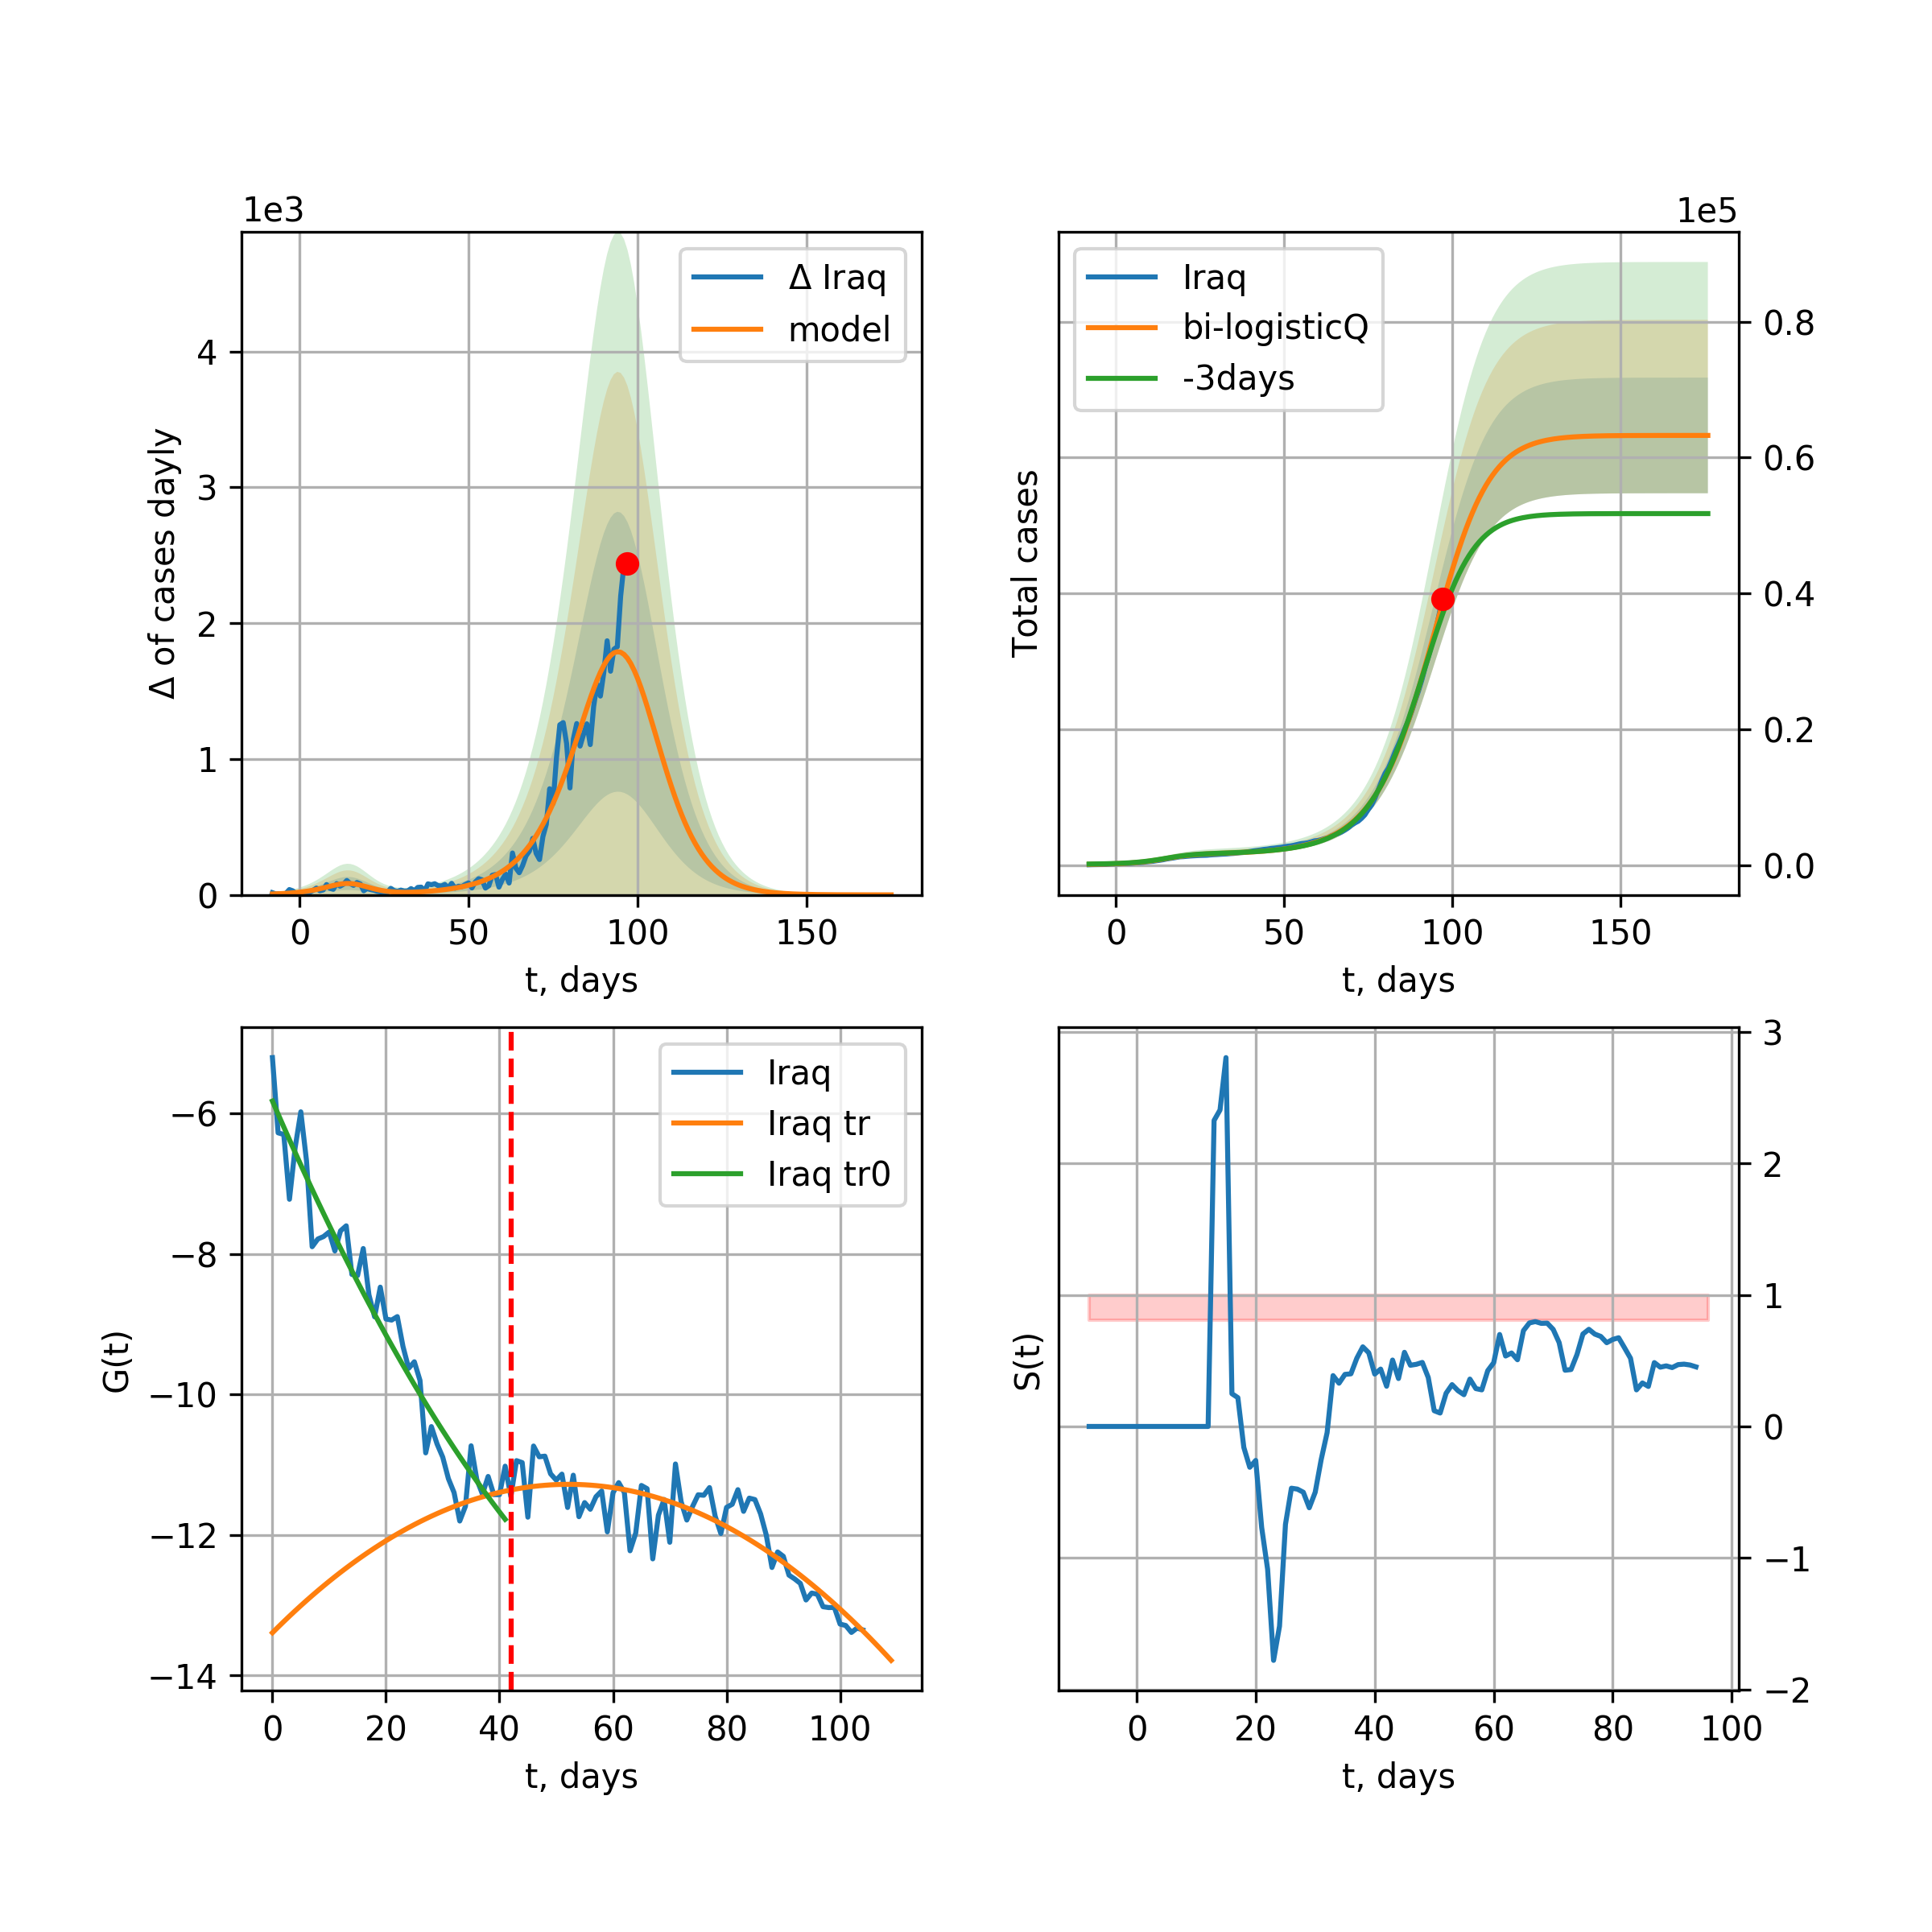 1e3
Δ of cases dayly
4
3
2
1
0
Δ Iraq
model
0 50 100 150
t, days
1e5
Total cases
Iraq
bi-logisticQ
-3days
0.8
0.6
0.4
0.2
0.0
0 50 100 150
t, days
G(t)
−6
−8
−10
−12
−14
Iraq
Iraq tr
Iraq tr0
0 20 40 60 80 100
t, days
S(t)
3
2
1
0
−1
−2
0 20 40 60 80 100
t, days